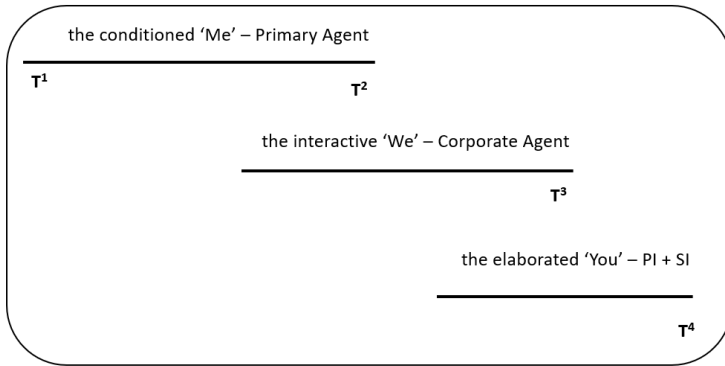 the conditioned ‘Me’ – Primary Agent
T¹
T²
the interactive ‘We’ – Corporate Agent
T³
the elaborated ‘You’ – PI + SI
T⁴